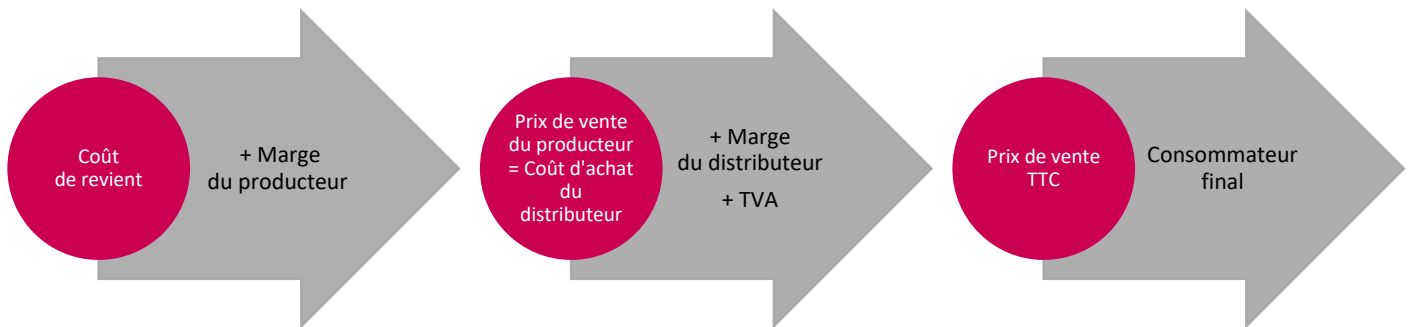 Coût
de revient
+ Marge
du producteur
Prix de vente
du producteur
= Coût d'achat
du
distributeur
+ Marge
du distributeur
+ TVA
Prix de vente
TTC
Consommateur
final